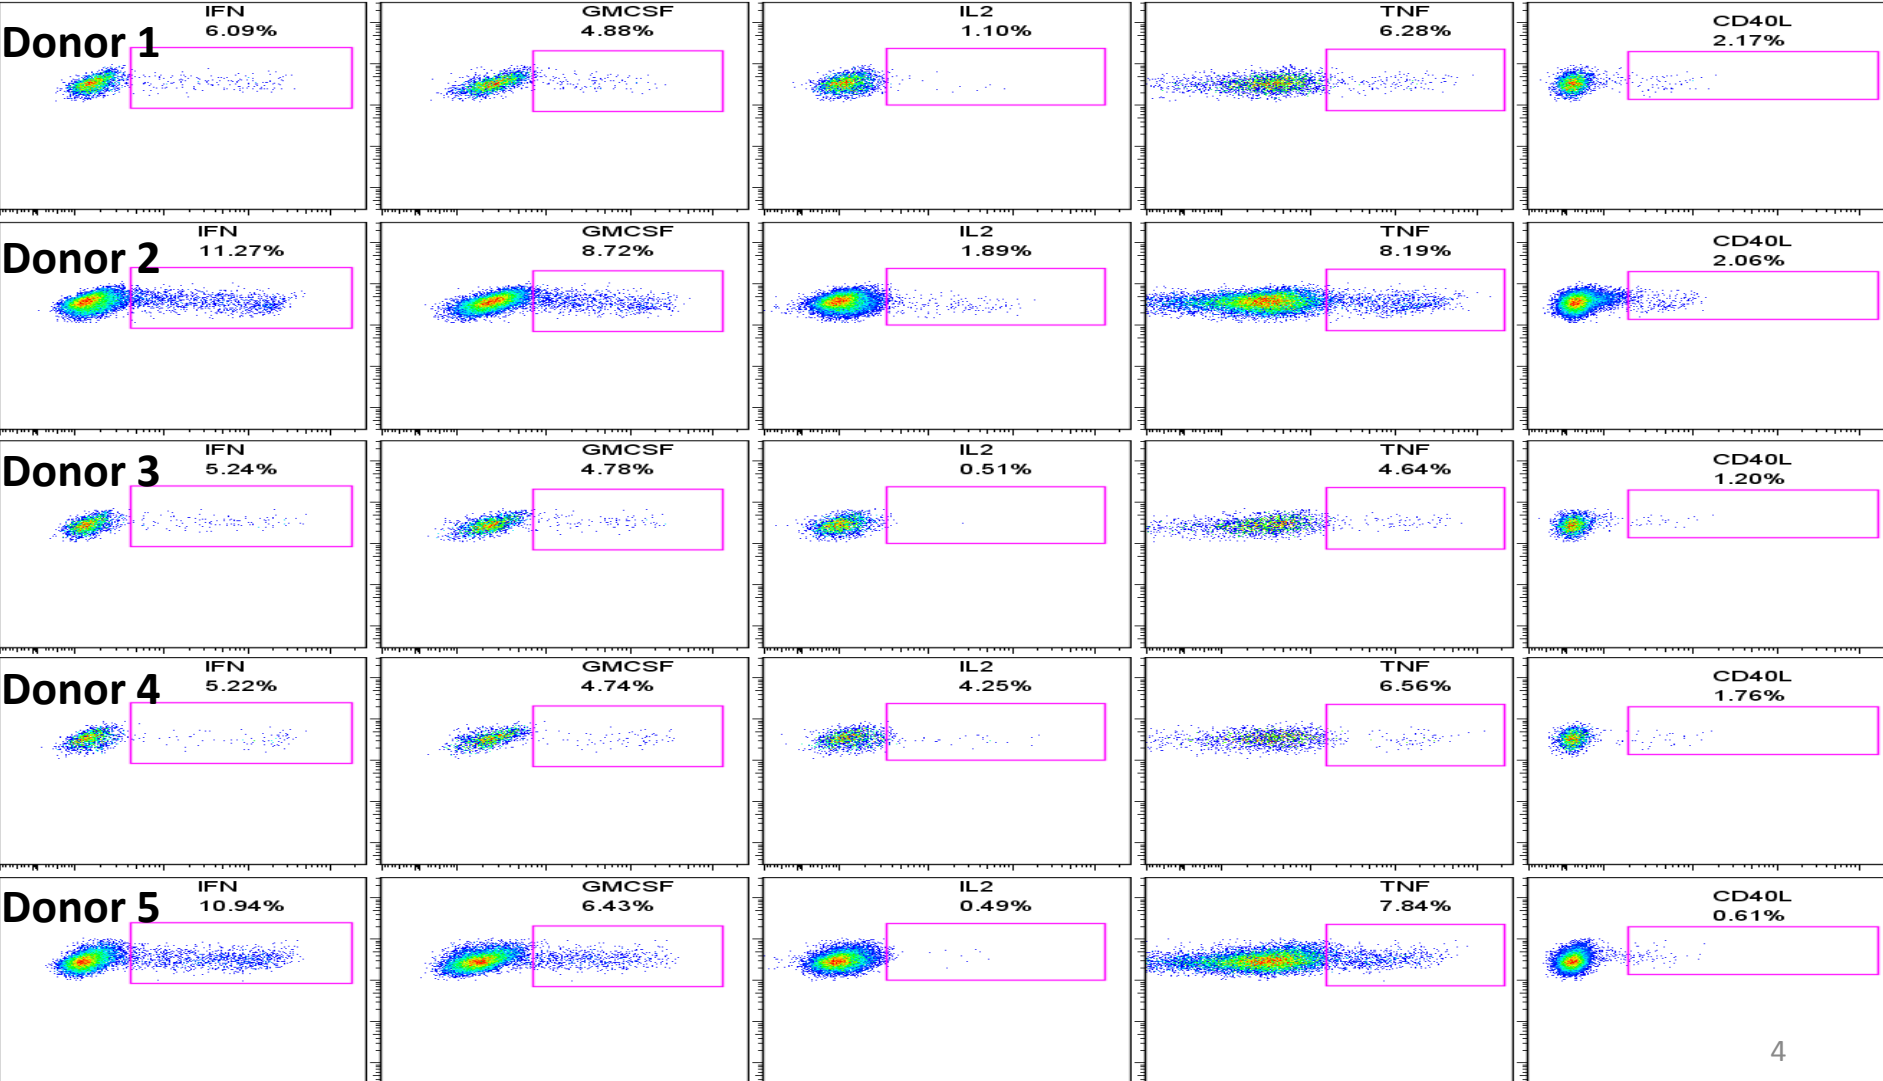 Donor 1
IFN
6.09%
GMCSF
4.88%
IL2
1.10%
TNF
6.28%
CD40L
2.17%
Donor 2
IFN
11.27%
GMCSF
8.72%
IL2
1.89%
TNF
8.19%
CD40L
2.06%
Donor 3
IFN
5.24%
GMCSF
4.78%
IL2
0.51%
TNF
4.64%
CD40L
1.20%
Donor 4
IFN
5.22%
GMCSF
4.74%
IL2
4.25%
TNF
6.56%
CD40L
1.76%
Donor 5
IFN
10.94%
GMCSF
6.43%
IL2
0.49%
TNF
7.84%
CD40L
0.61%
4